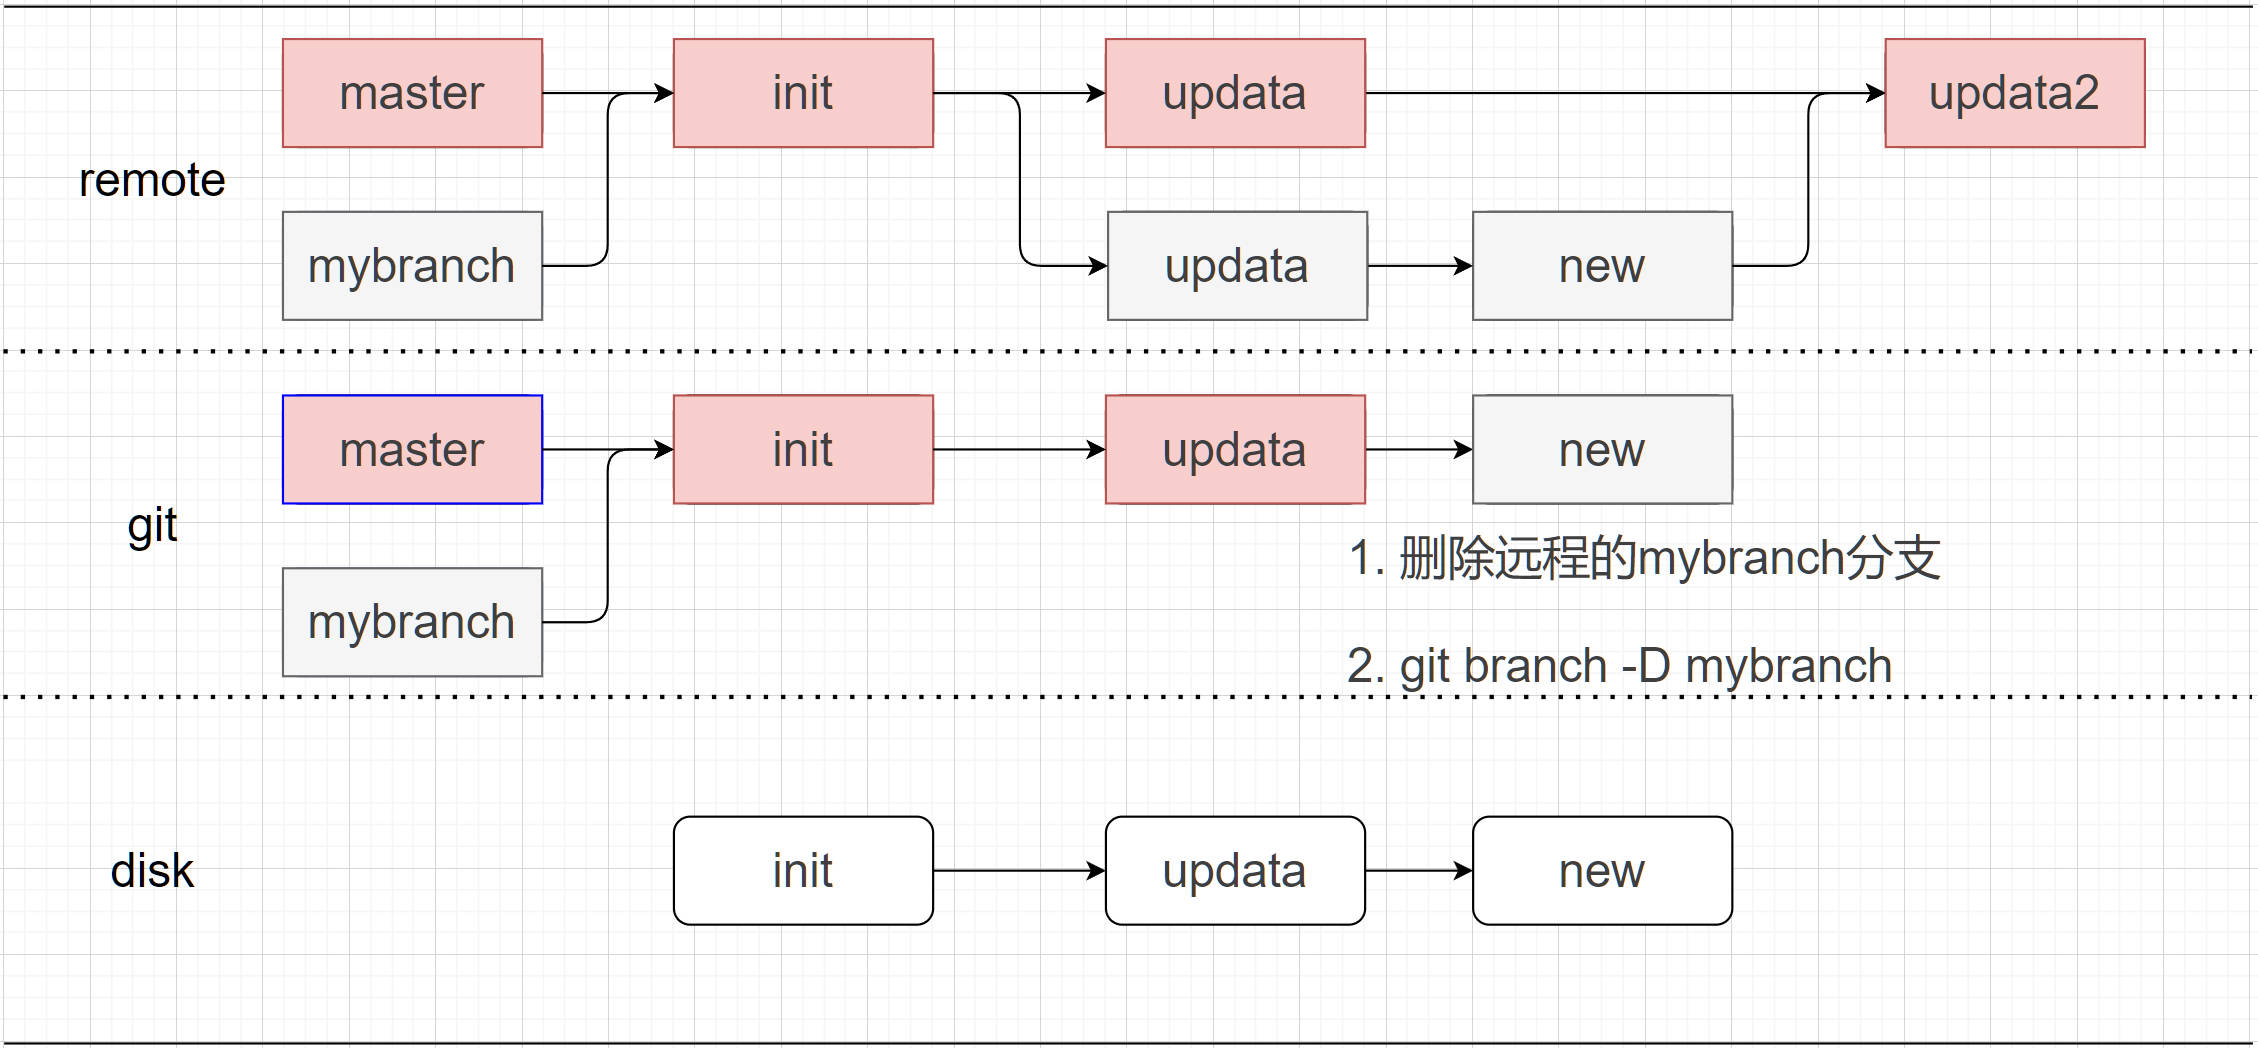 master
init
updata
updata2
remote
mybranch
updata
new
master
init
updata
new
git
1. 删除远程的mybranch分支
mybranch
2. git branch -D mybranch
disk
init
updata
new